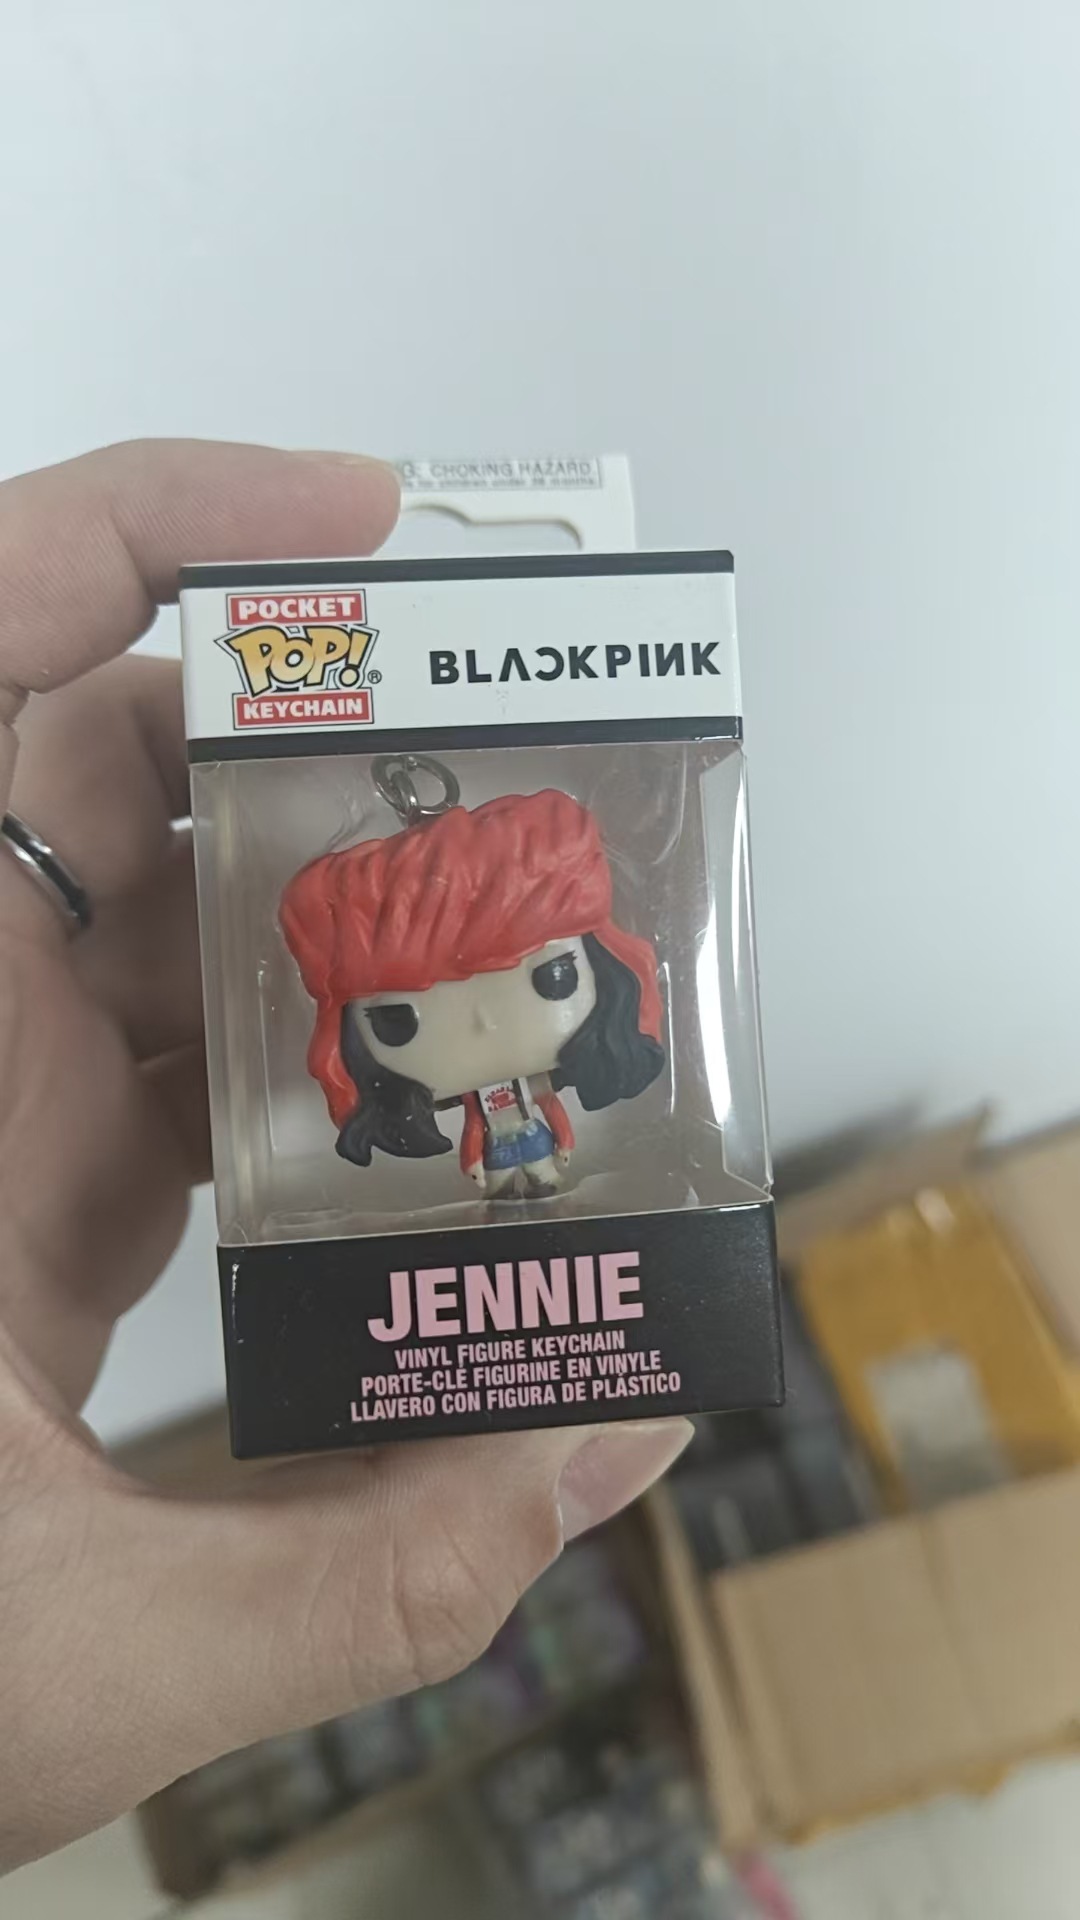 CHOKING HAZARD.
POCKET
POP!®
KEYCHAIN
BLACKPINK
JENNIE
VINYL FIGURE KEYCHAIN
PORTE-CLÉ FIGURINE EN VINYLE
LLAVERO CON FIGURA DE PLÁSTICO